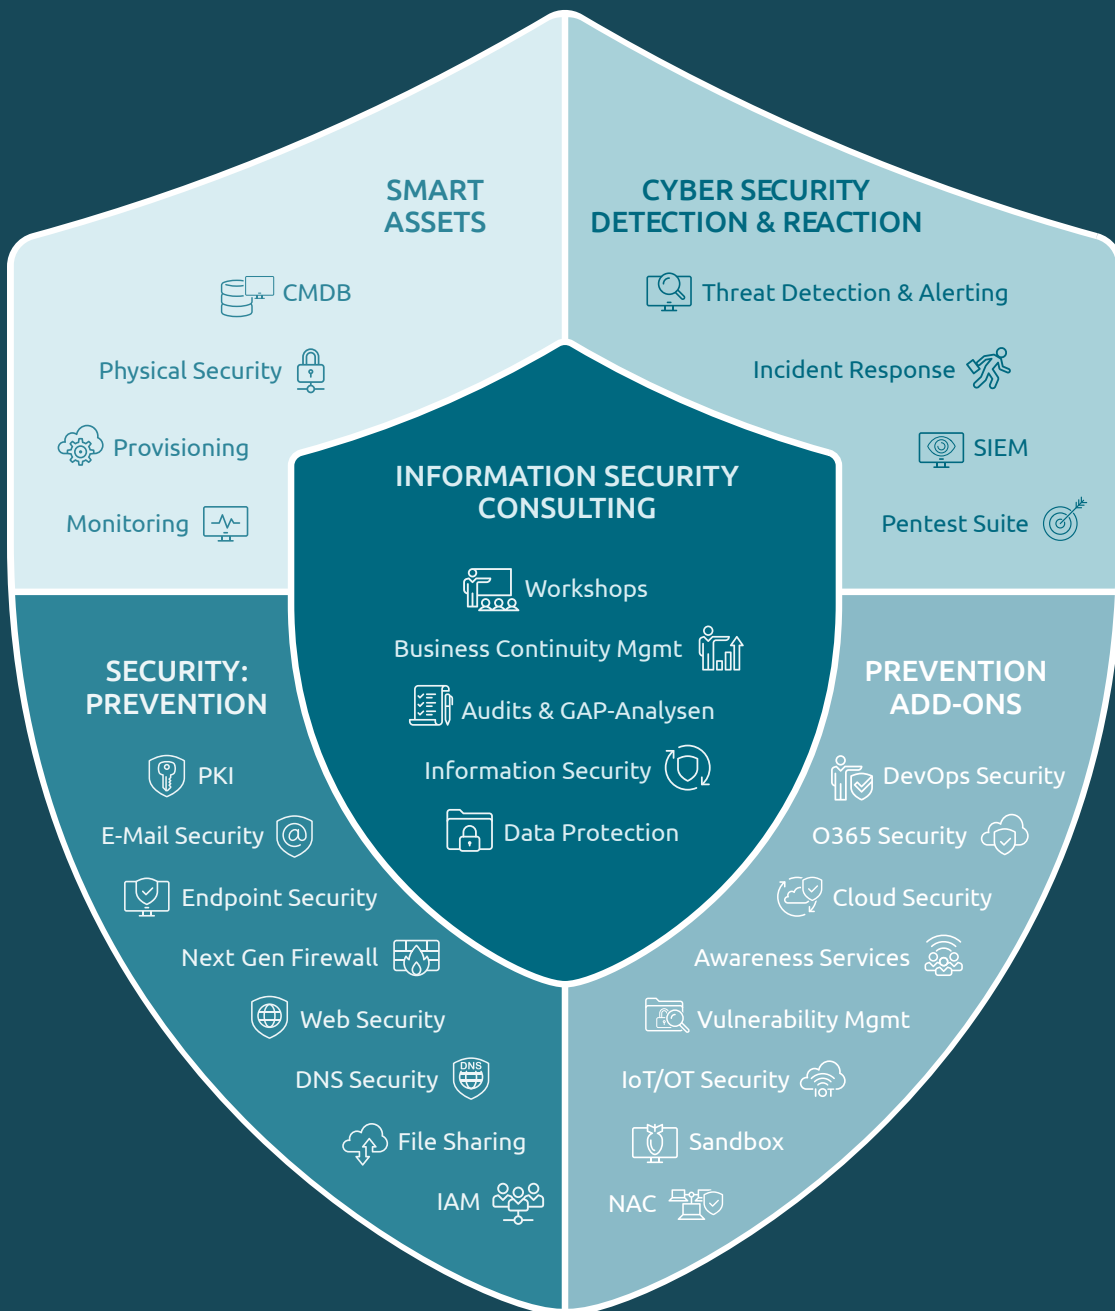 SMART
ASSETS
CMDB
Physical Security
Provisioning
Monitoring
CYBER SECURITY
DETECTION & REACTION
Threat Detection & Alerting
Incident Response
SIEM
Pentest Suite
INFORMATION SECURITY
CONSULTING
Workshops
Business Continuity Mgmt
Audits & GAP-Analysen
Information Security
Data Protection
SECURITY:
PREVENTION
PKI
E-Mail Security
@
Endpoint Security
Next Gen Firewall
Web Security
DNS Security
DNS
File Sharing
IAM
PREVENTION
ADD-ONS
DevOps Security
O365 Security
Cloud Security
Awareness Services
Vulnerability Mgmt
IoT/OT Security
IOT
Sandbox
NAC